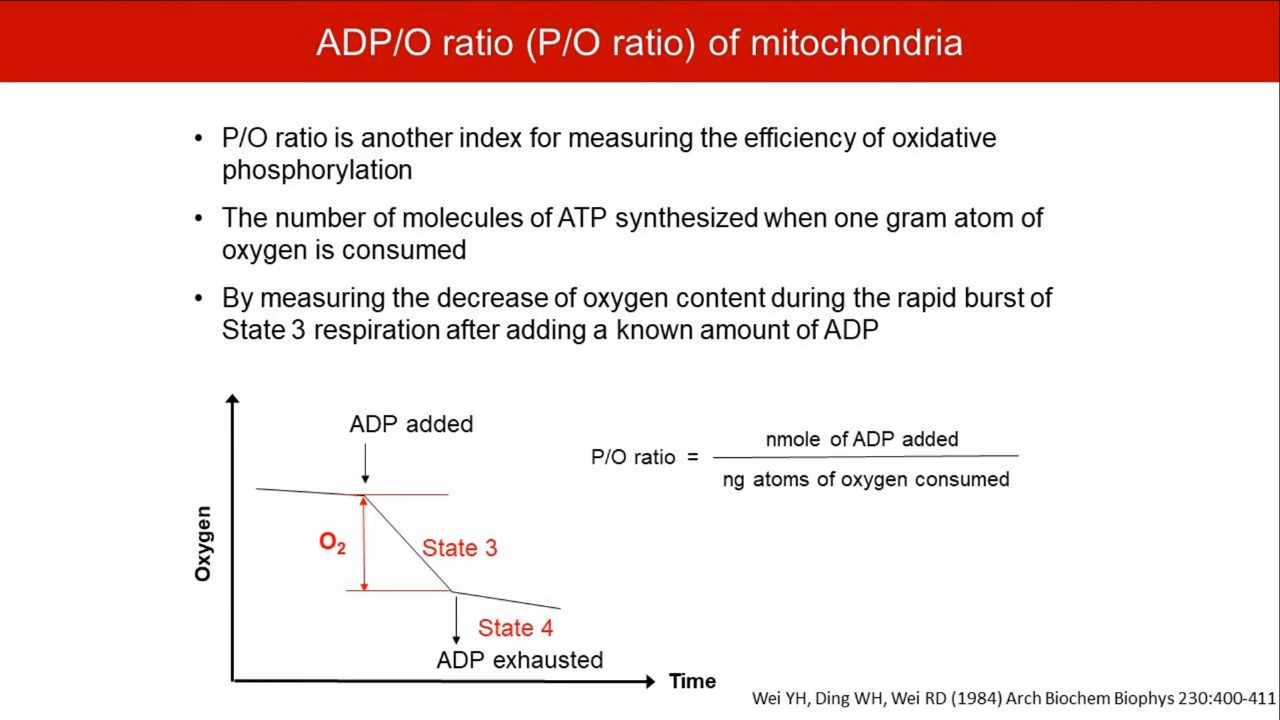 ADP/O ratio (P/O ratio) of mitochondria
• P/O ratio is another index for measuring the efficiency of oxidative
phosphorylation
• The number of molecules of ATP synthesized when one gram atom of
oxygen is consumed
• By measuring the decrease of oxygen content during the rapid burst of
State 3 respiration after adding a known amount of ADP
ADP added
nmole of ADP added
P/O ratio =
ng atoms of oxygen consumed
Oxygen
O₂
State 3
State 4
ADP exhausted
Time
Wei YH, Ding WH, Wei RD (1984) Arch Biochem Biophys 230:400-411